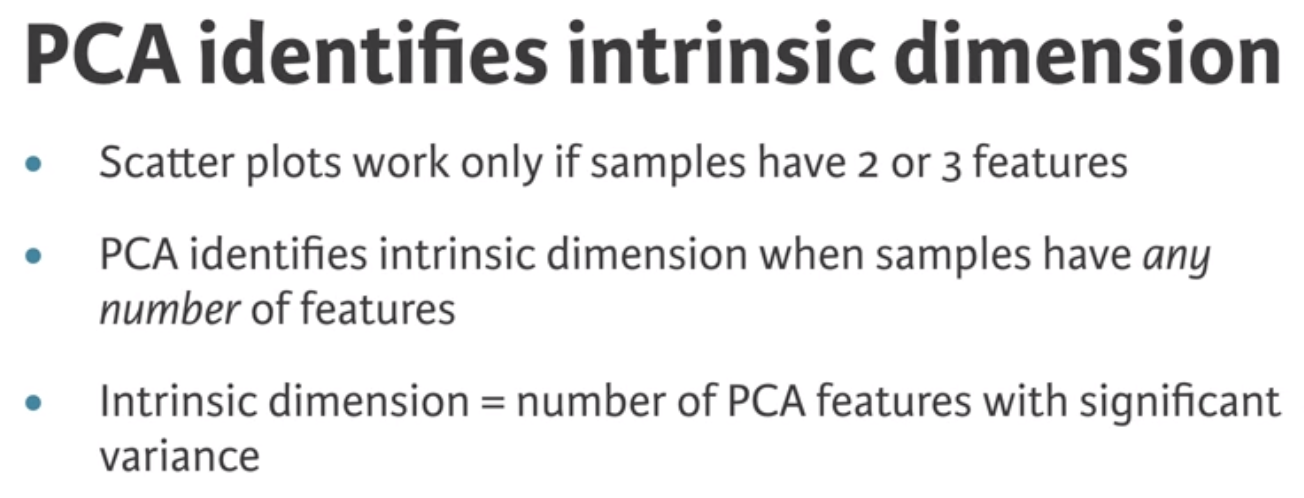 PCA identifies intrinsic dimension
• Scatter plots work only if samples have 2 or 3 features
• PCA identifies intrinsic dimension when samples have any
number of features
• Intrinsic dimension = number of PCA features with significant
variance